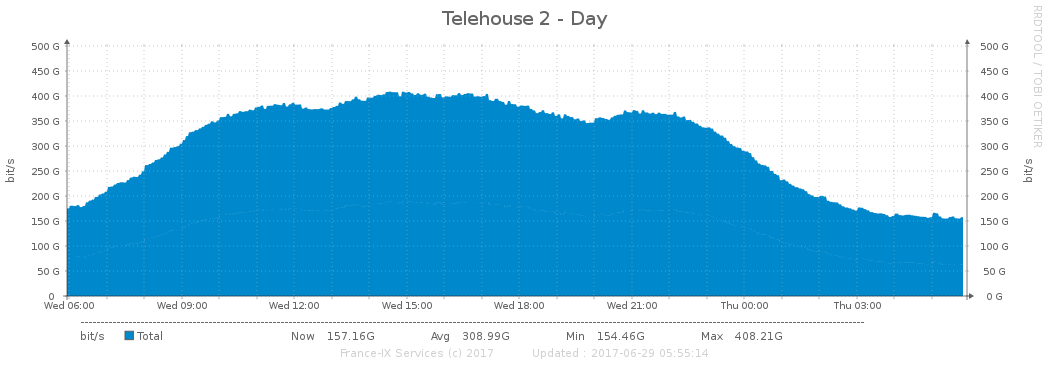 Telehouse 2 - Day
RRDTOOL / TOBI OETIKER
bit/s
500 G 500 G
450 G 450 G
400 G 400 G
350 G 350 G
300 G 300 G
250 G 250 G
200 G 200 G
150 G 150 G
100 G 100 G
50 G 50 G
0 0 G
bit/s
Wed 06:00 Wed 09:00 Wed 12:00 Wed 15:00 Wed 18:00 Wed 21:00 Thu 00:00 Thu 03:00
bit/s Total Now 157.16G Avg 308.99G Min 154.46G Max 408.21G
France-IX Services (c) 2017 Updated : 2017-06-29 05:55:14